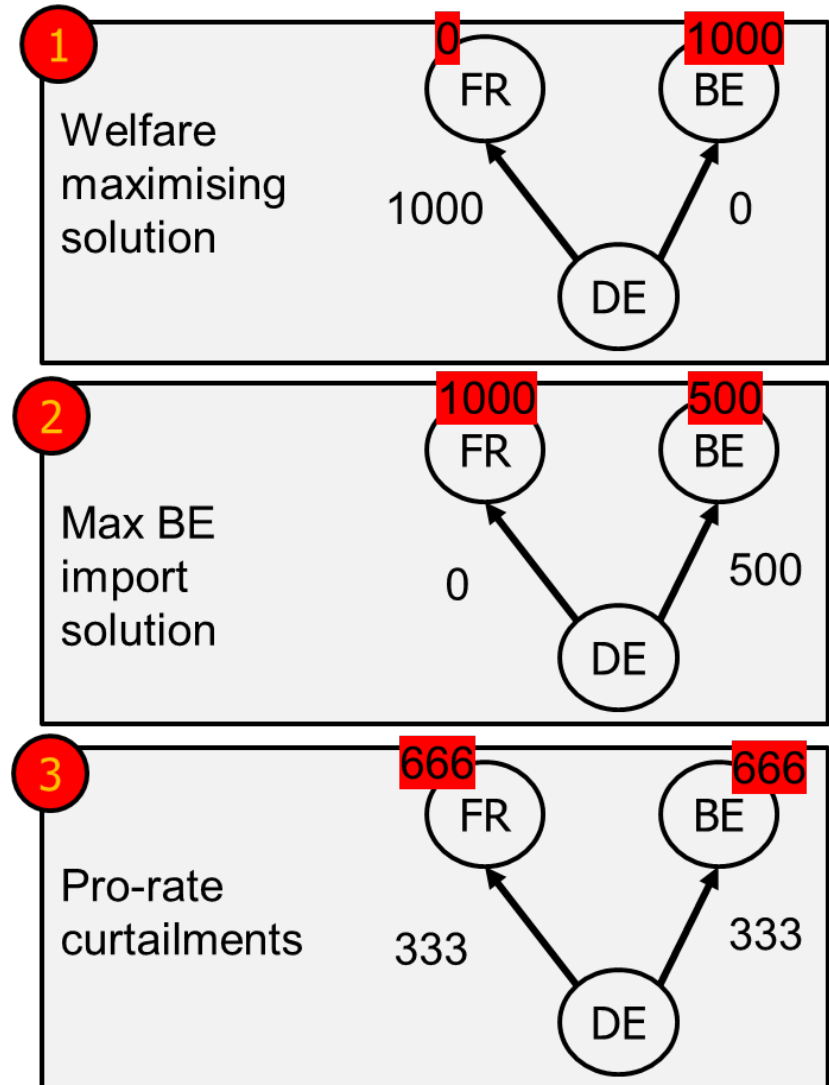 1
0
1000
FR
BE
Welfare
maximising
solution
1000
0
DE
2
1000
500
FR
BE
Max BE
import
solution
0
500
DE
3
666
666
FR
BE
Pro-rate
curtailments
333
333
DE